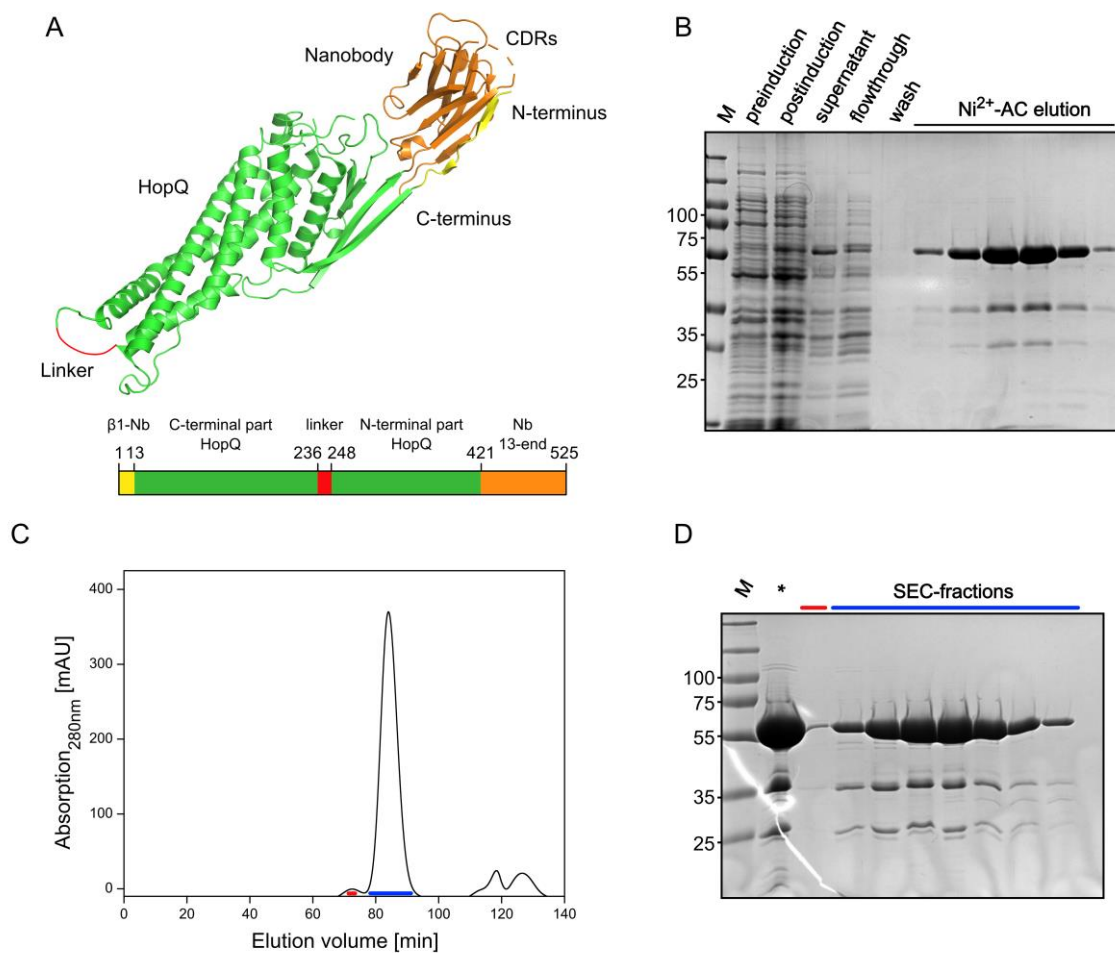 A
Nanobody
CDRs
N-terminus
HopQ
C-terminus
Linker
β1-Nb
C-terminal part
HopQ
linker
N-terminal part
HopQ
Nb
13-end
1 13
236 248
421
525
B
M
preinduction
postinduction
supernatant
flowthrough
wash
Ni²⁺-AC elution
100
75
55
35
25
C
400
300
200
100
0
Absorption₂₈₀ₙₘ [mAU]
0 20 40 60 80 100 120 140
Elution volume [min]
D
M
*
SEC-fractions
100
75
55
35
25